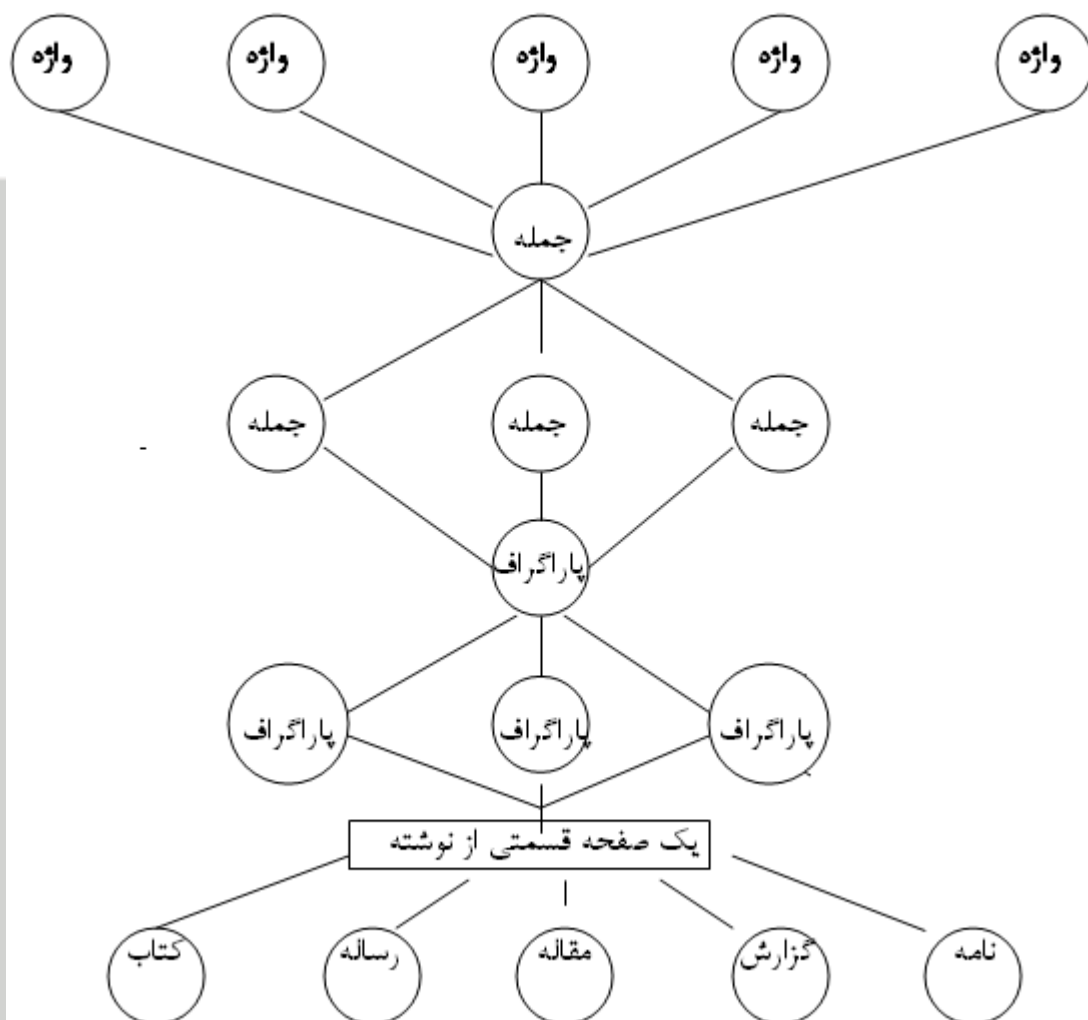 واژه واژه واژه واژه واژه
جمله
جمله جمله جمله
پاراگراف
پاراگراف پاراگراف پاراگراف
یک صفحه قسمتی از نوشته
نامه گزارش مقاله رساله کتاب